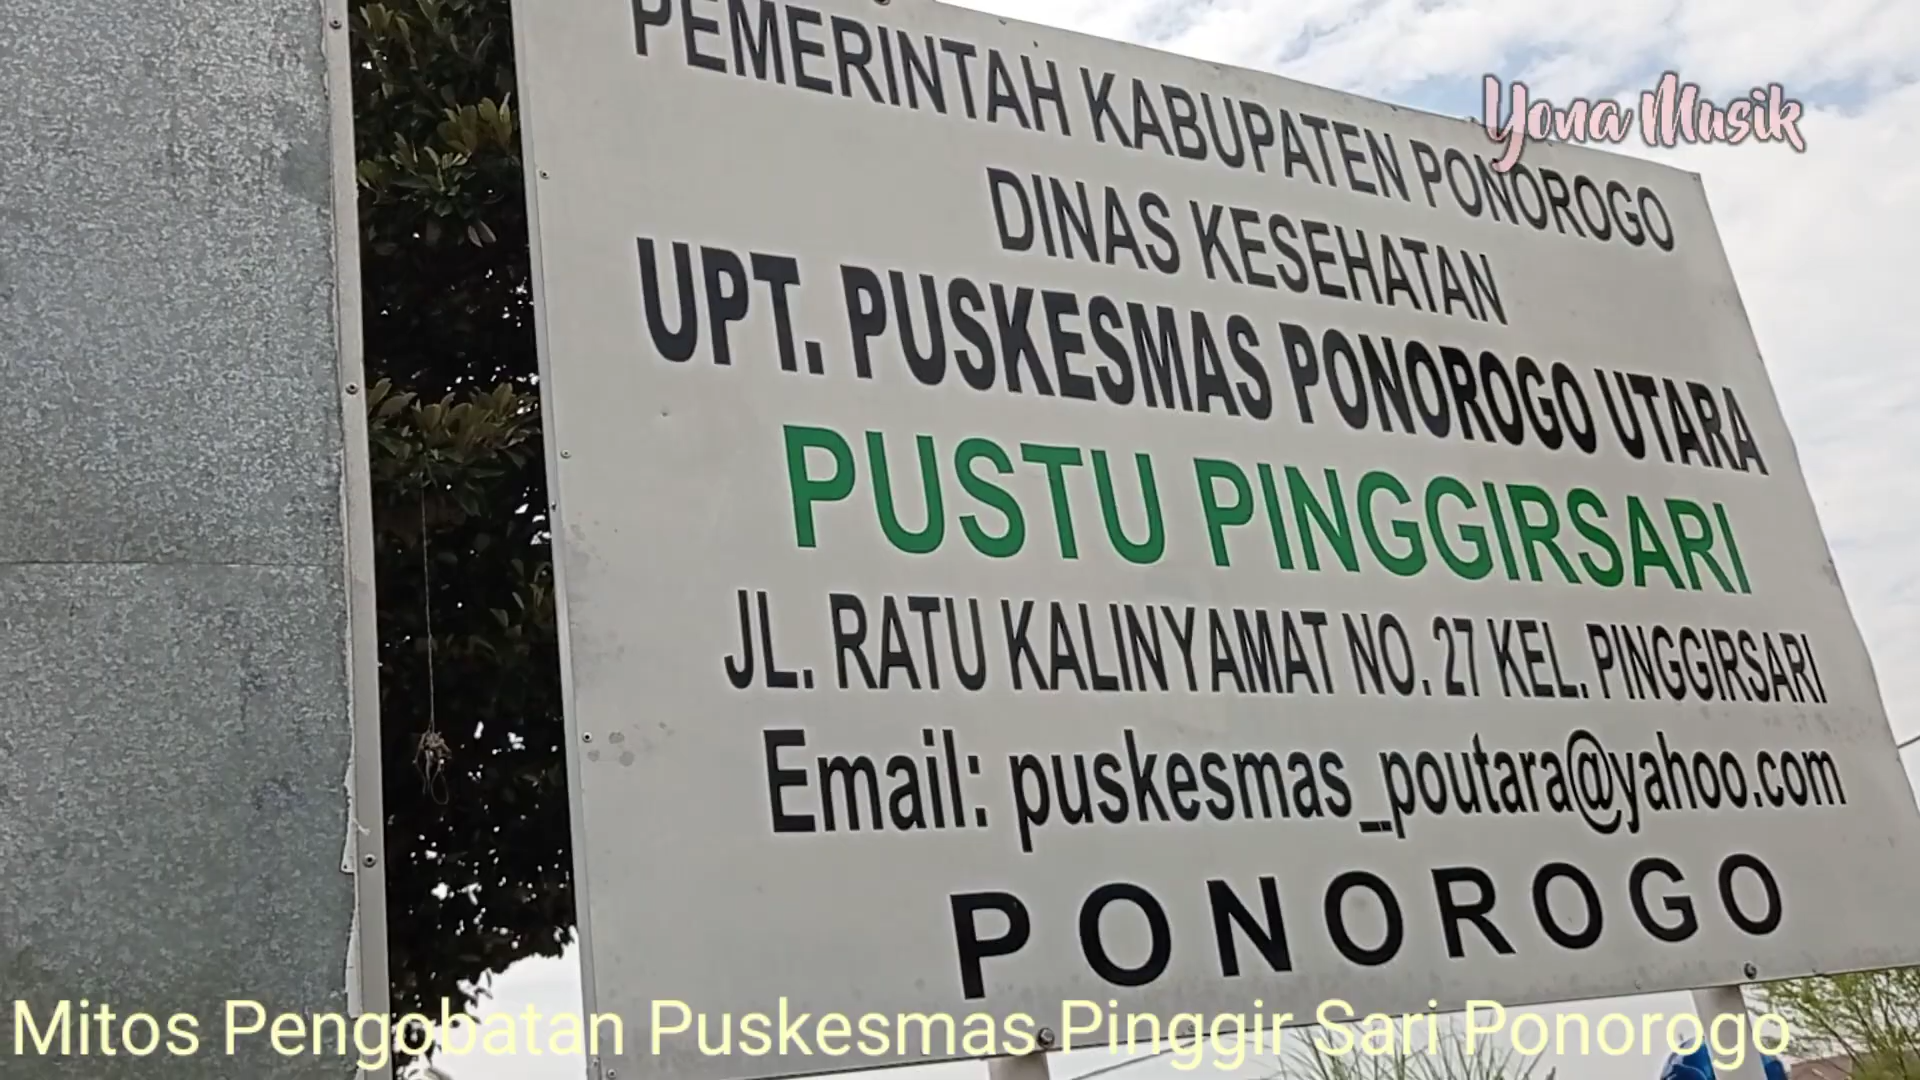 Yona Musik
PEMERINTAH KABUPATEN PONOROGO
DINAS KESEHATAN
UPT. PUSKESMAS PONOROGO UTARA
PUSTU PINGGIRSARI
JL. RATU KALINYAMAT NO. 27 KEL. PINGGIRSARI
Email: puskesmas_poutara@yahoo.com
PONOROGO
Mitos Pengobatan Puskesmas Pinggir Sari Ponorogo